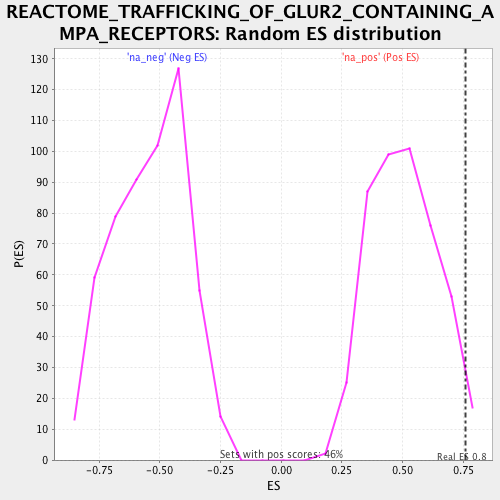 REACTOME_TRAFFICKING_OF_GLUR2_CONTAINING_A
MPA_RECEPTORS: Random ES distribution
'na_neg' (Neg ES) 'na_pos' (Pos ES)
130
120
110
100
90
80
70
60
50
40
30
20
10
0
P(ES)
Sets with pos scores: 46%
Real ES 0.8
-0.75 -0.50 -0.25 0.00 0.25 0.50 0.75
ES